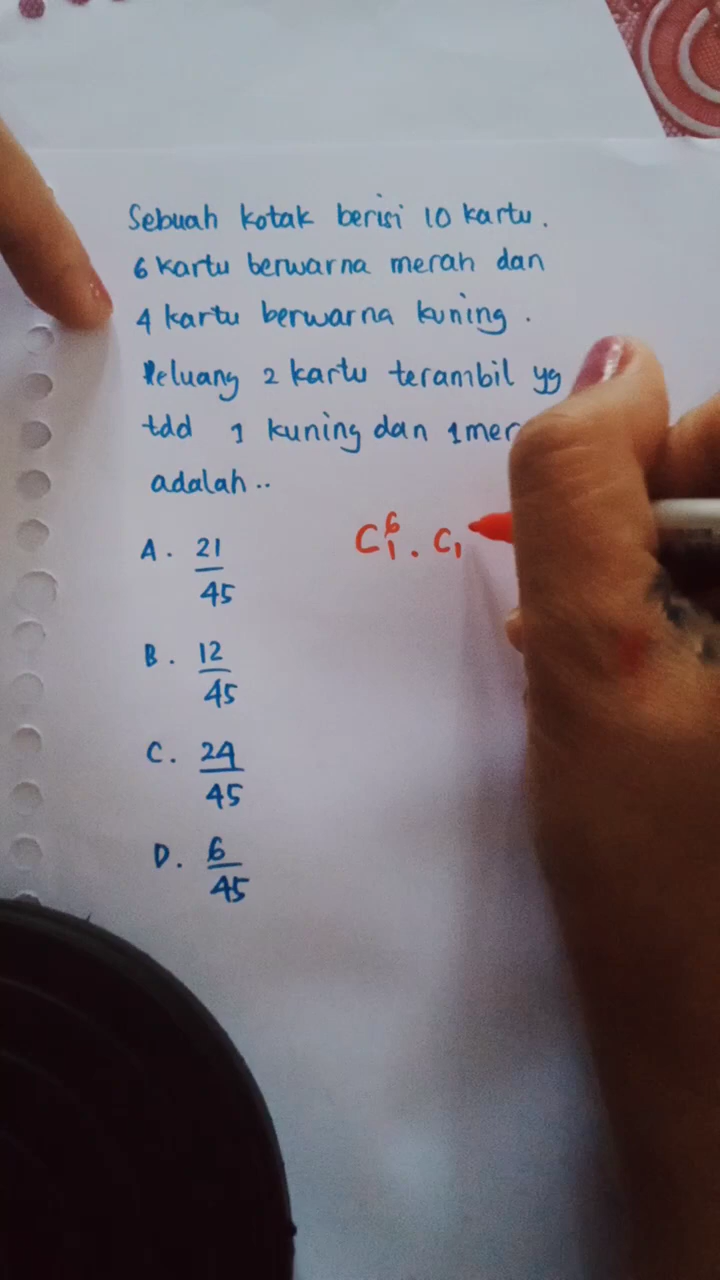 Sebuah kotak berisi 10 kartu.
6 kartu berwarna merah dan
4 kartu berwarna kuning.
Peluang 2 kartu terambil yg
tdd 1 kuning dan 1 mer
adalah..
A. 21/45
B. 12/45
C. 24/45
D. 6/45
C₁⁶ . C₁